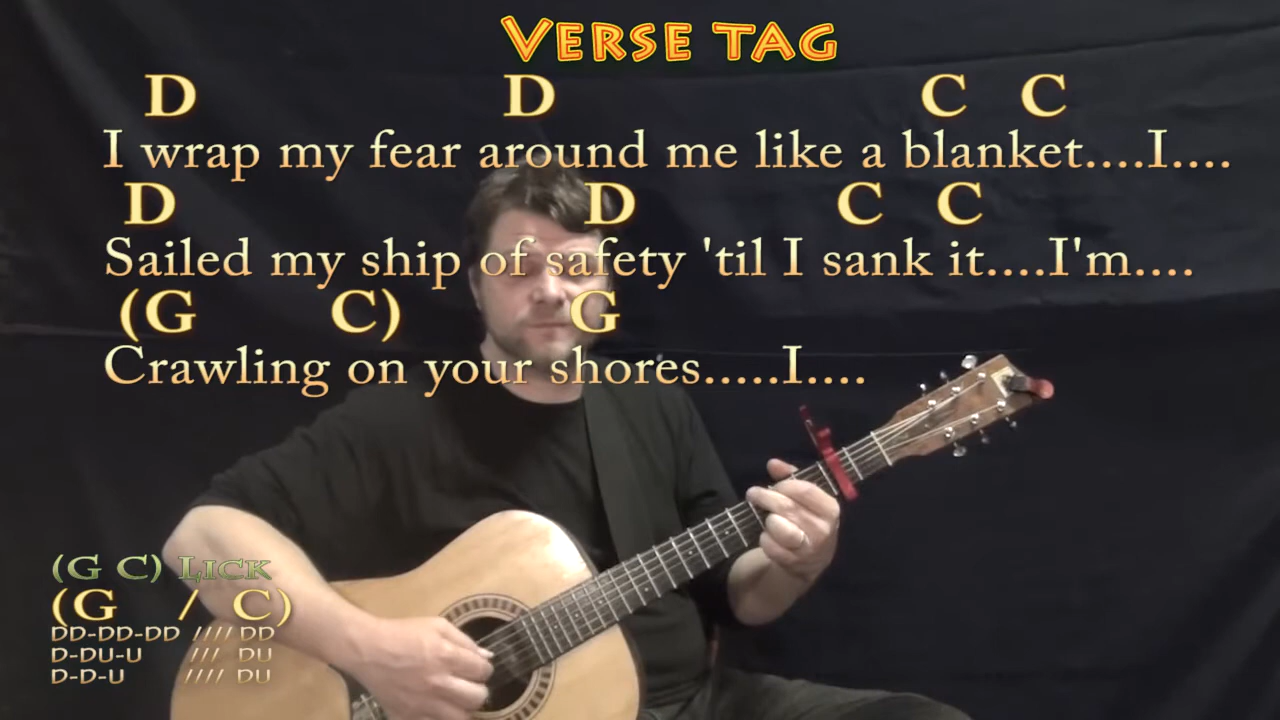 VERSE TAG
D D C C
I wrap my fear around me like a blanket....I....
D D C C
Sailed my ship of safety 'til I sank it....I'm....
(G C) G
Crawling on your shores.....I....
(G C) LICK
(G / C)
DD-DD-DD //// DD
D-DU-U /// DU
D-D-U //// DU